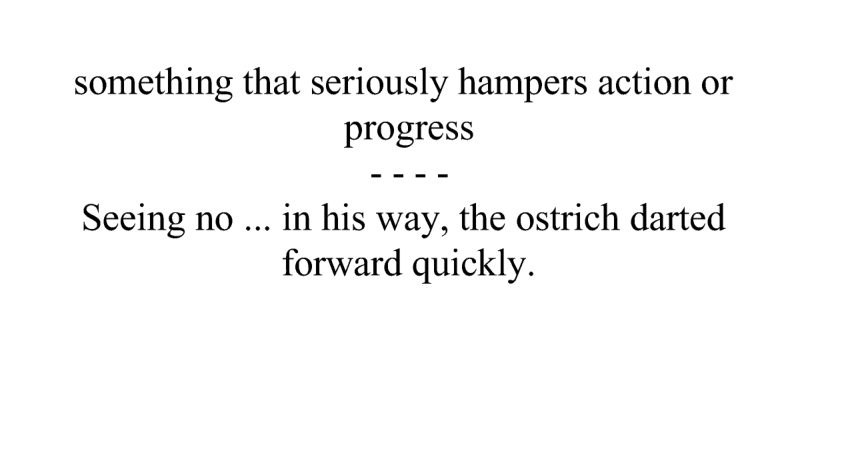 something that seriously hampers action or
progress
- - - -
Seeing no ... in his way, the ostrich darted
forward quickly.